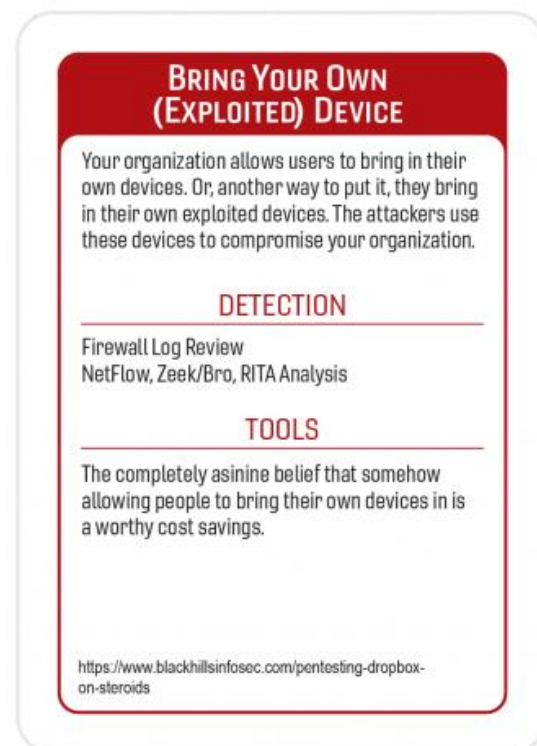 BRING YOUR OWN
(EXPLOITED) DEVICE
Your organization allows users to bring in their
own devices. Or, another way to put it, they bring
in their own exploited devices. The attackers use
these devices to compromise your organization.
DETECTION
Firewall Log Review
NetFlow, Zeek/Bro, RITA Analysis
TOOLS
The completely asinine belief that somehow
allowing people to bring their own devices in is
a worthy cost savings.
https://www.blackhillsinfosec.com/pentesting-dropbox-
on-steroids